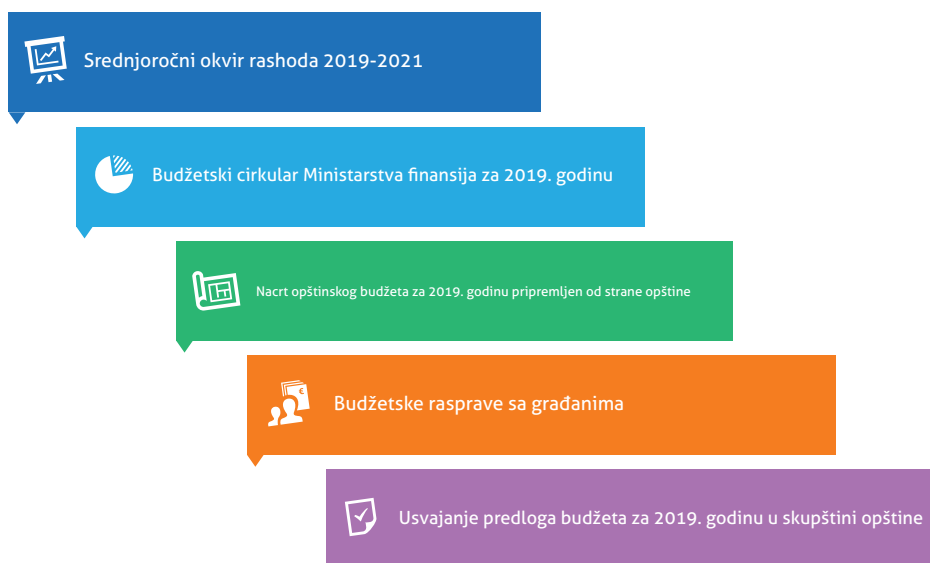 Srednjoročni okvir rashoda 2019-2021
Budžetski cirkular Ministarstva finansija za 2019. godinu
Nacrt opštinskog budžeta za 2019. godinu pripremljen od strane opštine
Budžetske rasprave sa građanima
Usvajanje predloga budžeta za 2019. godinu u skupštini opštine